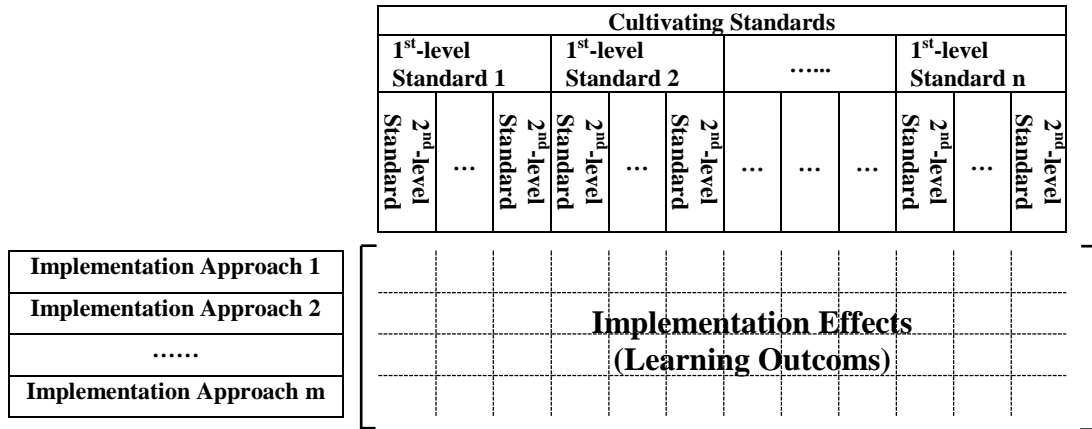 Cultivating Standards
1st-level
Standard 1
1st-level
Standard 2
…...
1st-level
Standard n
2nd-level
Standard
…
2nd-level
Standard
2nd-level
Standard
…
2nd-level
Standard
…
…
…
2nd-level
Standard
…
2nd-level
Standard
Implementation Approach 1
Implementation Approach 2
……
Implementation Approach m
Implementation Effects
(Learning Outcoms)